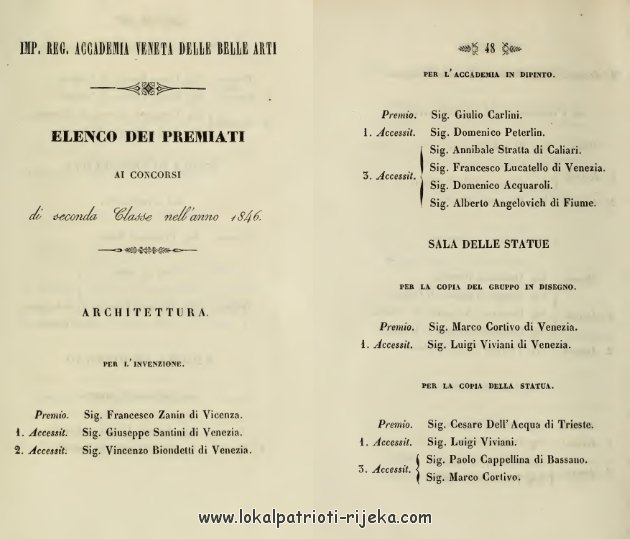 IMP. REG. ACCADEMIA VENETA DELLE BELLE ARTI
ELENCO DEI PREMIATI
AI CONCORSI
di seconda Classe nell'anno 1846.
ARCHITETTURA.
PER L'INVENZIONE.
Premio. Sig. Francesco Zanin di Vicenza.
1. Accessit. Sig. Giuseppe Santini di Venezia.
2. Accessit. Sig. Vincenzo Biondetti di Venezia.
48
PER L'ACCADEMIA IN DIPINTO.
Premio. Sig. Giulio Carlini.
1. Accessit. Sig. Domenico Peterlin.
Sig. Annibale Stratta di Caliari.
Sig. Francesco Lucatello di Venezia.
3. Accessit.
Sig. Domenico Acquaroli.
Sig. Alberto Angelovich di Fiume.
SALA DELLE STATUE
PER LA COPIA DEL GRUPPO IN DISEGNO.
Premio. Sig. Marco Cortivo di Venezia.
1. Accessit. Sig. Luigi Viviani di Venezia.
PER LA COPIA DELLA STATUA.
Premio. Sig. Cesare Dell' Acqua di Trieste.
1. Accessit. Sig. Luigi Viviani.
Sig. Paolo Cappellina di Bassano.
3. Accessit.
Sig. Marco Cortivo.
www.lokalpatrioti-rijeka.com